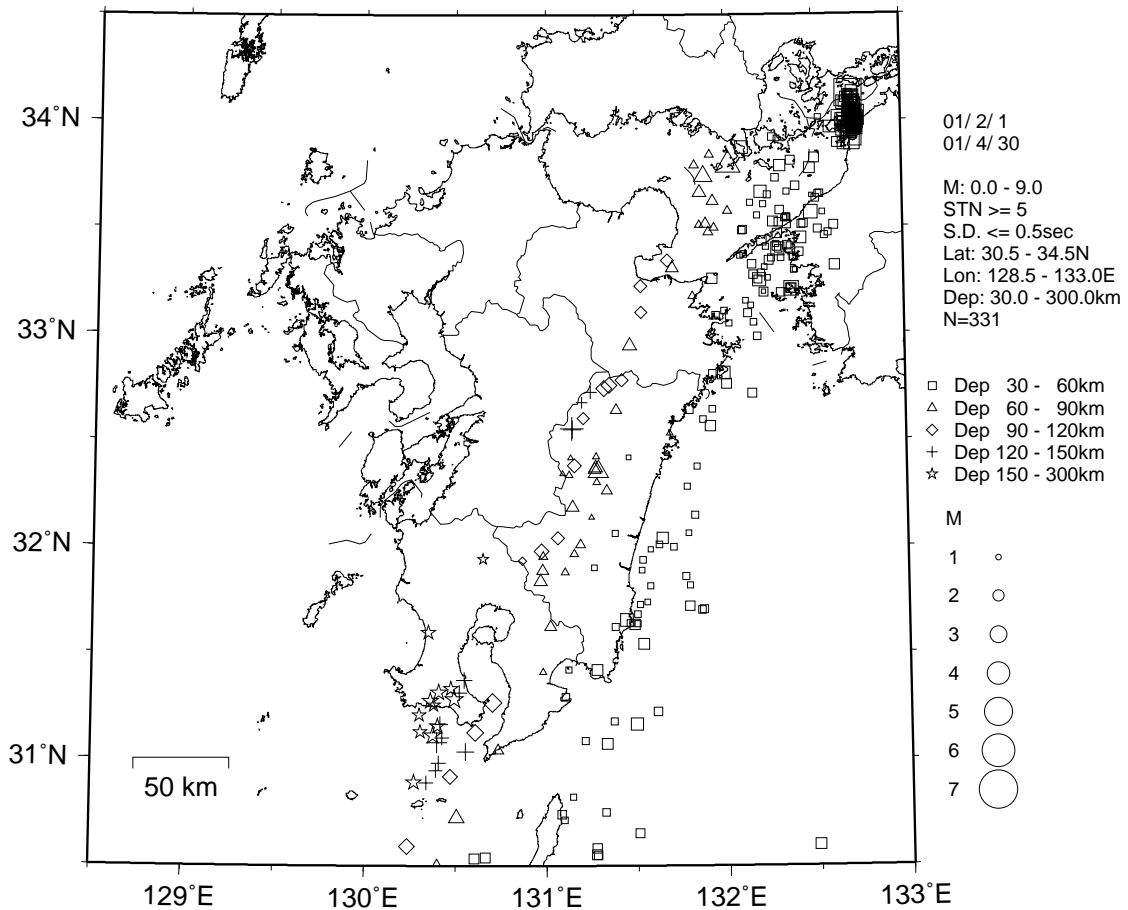 34˚N
33˚N
32˚N
31˚N
129˚E
130˚E
131˚E
132˚E
133˚E
50 km
01/ 2/ 1
01/ 4/ 30
M: 0.0 - 9.0
STN >= 5
S.D. <= 0.5sec
Lat: 30.5 - 34.5N
Lon: 128.5 - 133.0E
Dep: 30.0 - 300.0km
N=331
Dep 30 - 60km
Dep 60 - 90km
Dep 90 - 120km
Dep 120 - 150km
Dep 150 - 300km
M
1
2
3
4
5
6
7